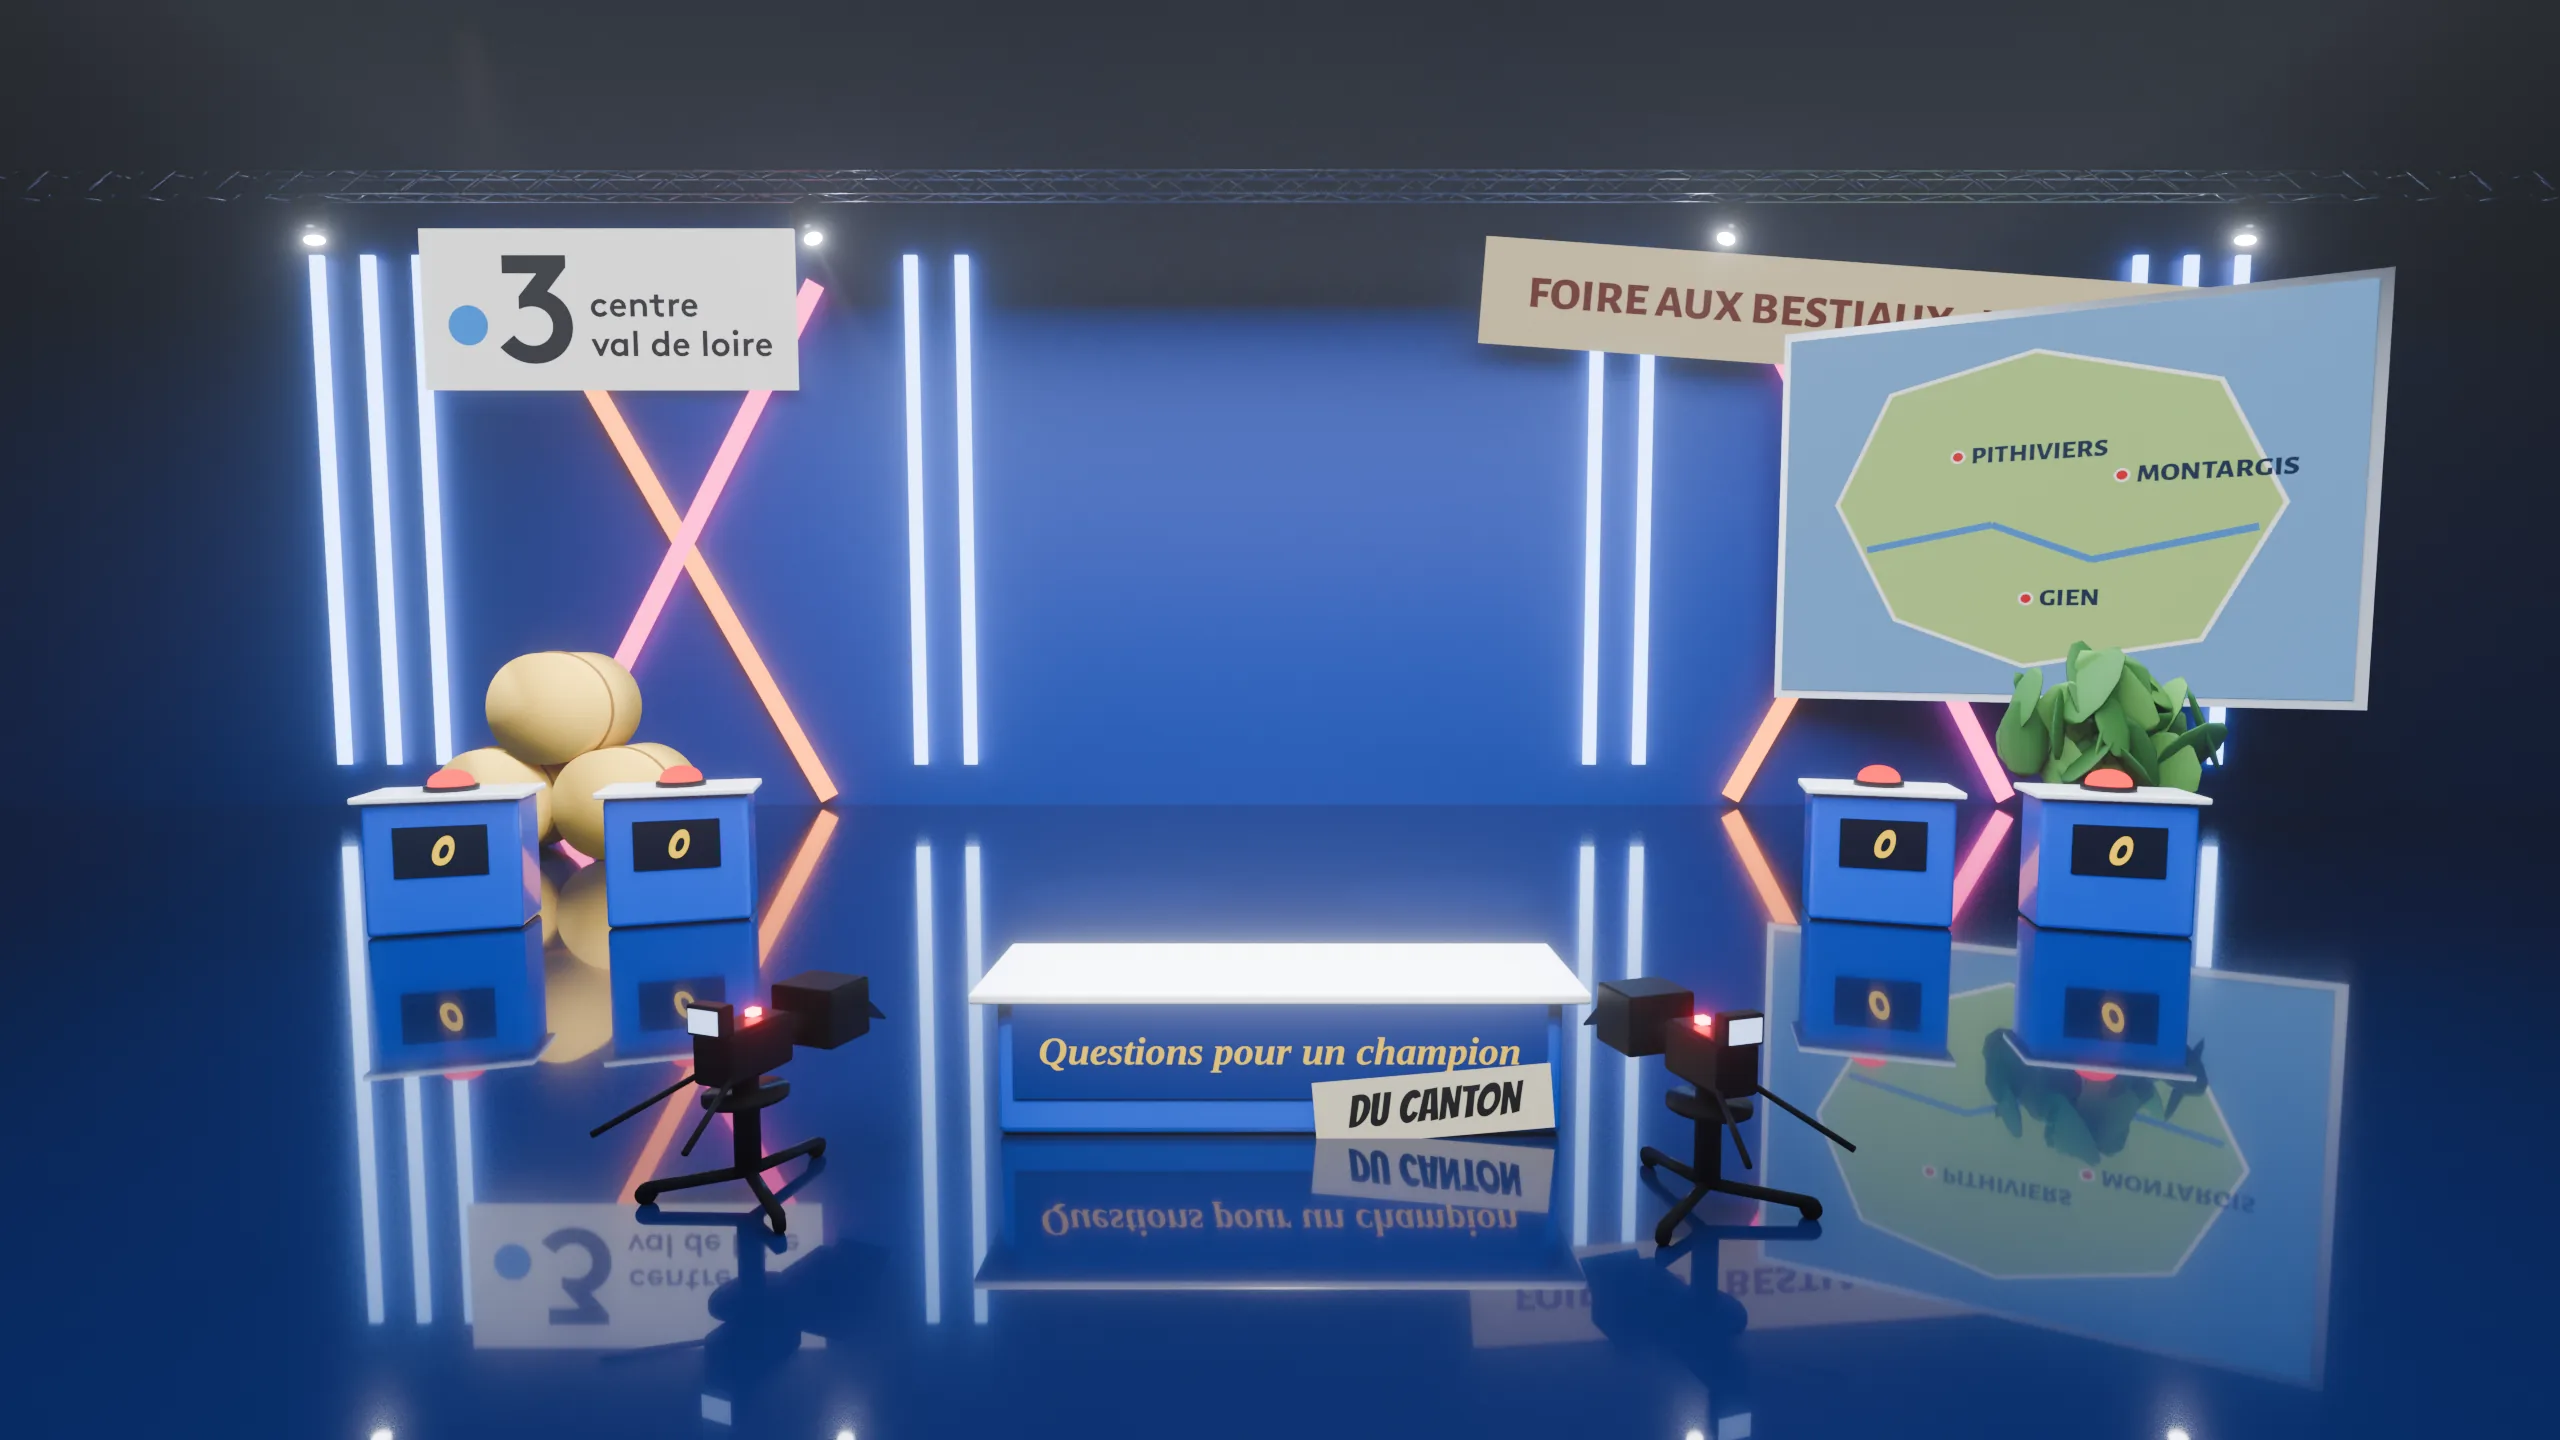 3 centre
val de loire
FOIRE AUX BESTIAUX
PITHIVIERS
MONTARGIS
GIEN
0
0
0
0
Questions pour un champion
DU CANTON